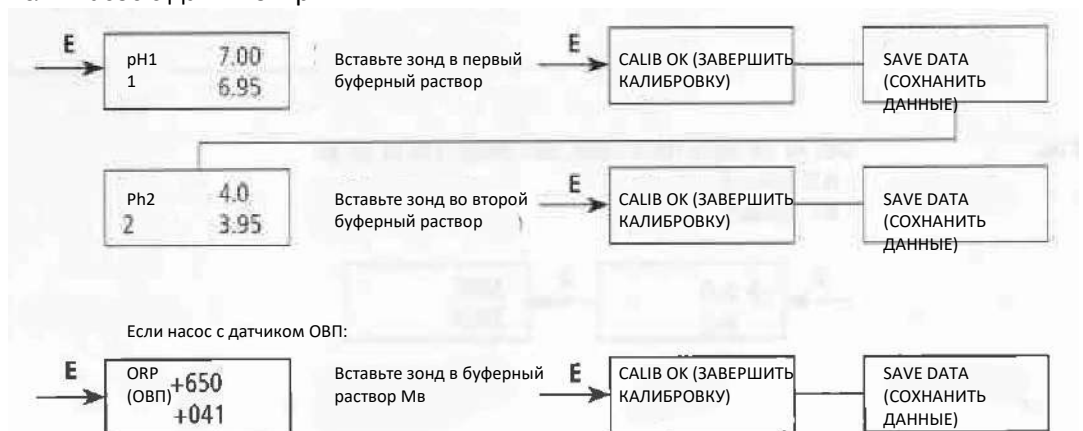 E
pH1 7.00
1 6.95
Вставьте зонд в первый
буферный раствор
E
CALIB OK (ЗАВЕРШИТЬ
КАЛИБРОВКУ)
SAVE DATA
(СОХНАНИТЬ
ДАННЫЕ)
Ph2 4.0
2 3.95
Вставьте зонд во второй
буферный раствор
E
CALIB OK (ЗАВЕРШИТЬ
КАЛИБРОВКУ)
SAVE DATA
(СОХНАНИТЬ
ДАННЫЕ)
Если насос с датчиком ОВП:
E
ORP
(ОВП) +650
+041
Вставьте зонд в буферный
раствор Мв
E
CALIB OK (ЗАВЕРШИТЬ
КАЛИБРОВКУ)
SAVE DATA
(СОХНАНИТЬ
ДАННЫЕ)